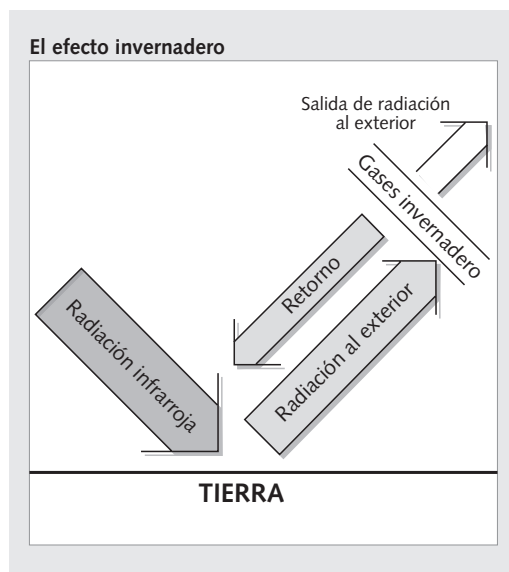 El efecto invernadero
Salida de radiación
al exterior
Gases invernadero
Retorno
Radiación al exterior
Radiación infrarroja
TIERRA